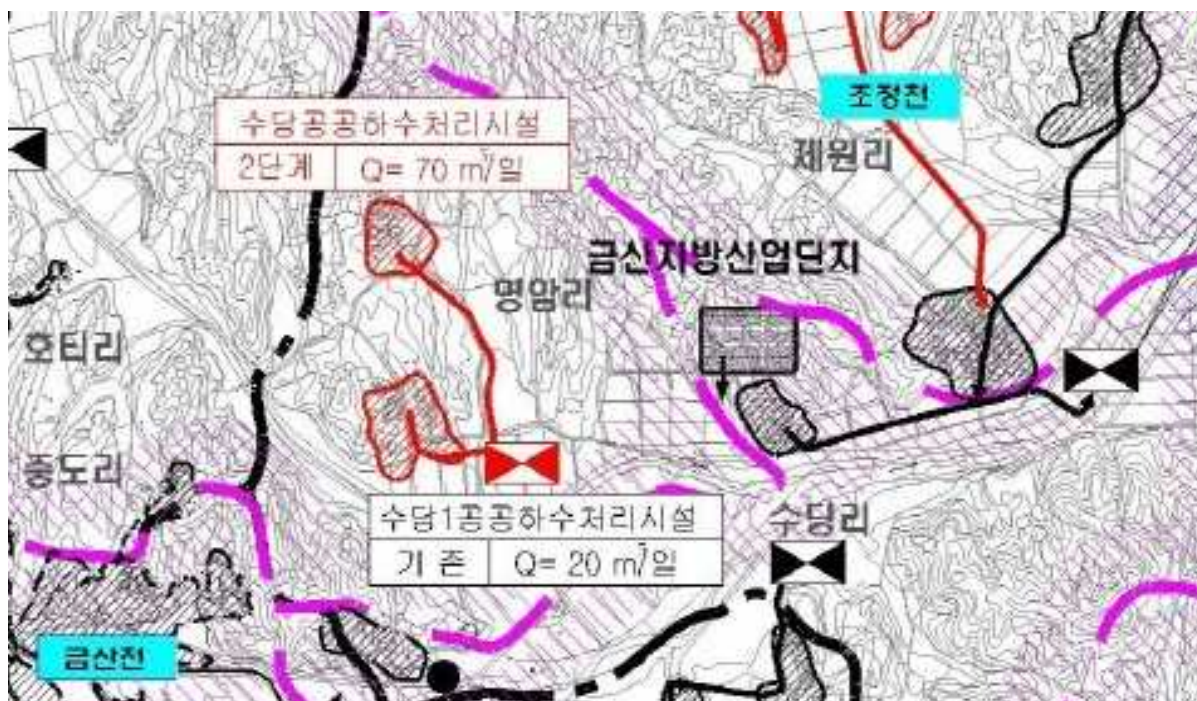 조정천
수당공공하수처리시설
2단계 Q= 70 m³/일
제원리
금산지방산업단지
명암리
호티리
중도리
수당1공공하수처리시설
기 존 Q= 20 m³/일
수당리
금산천